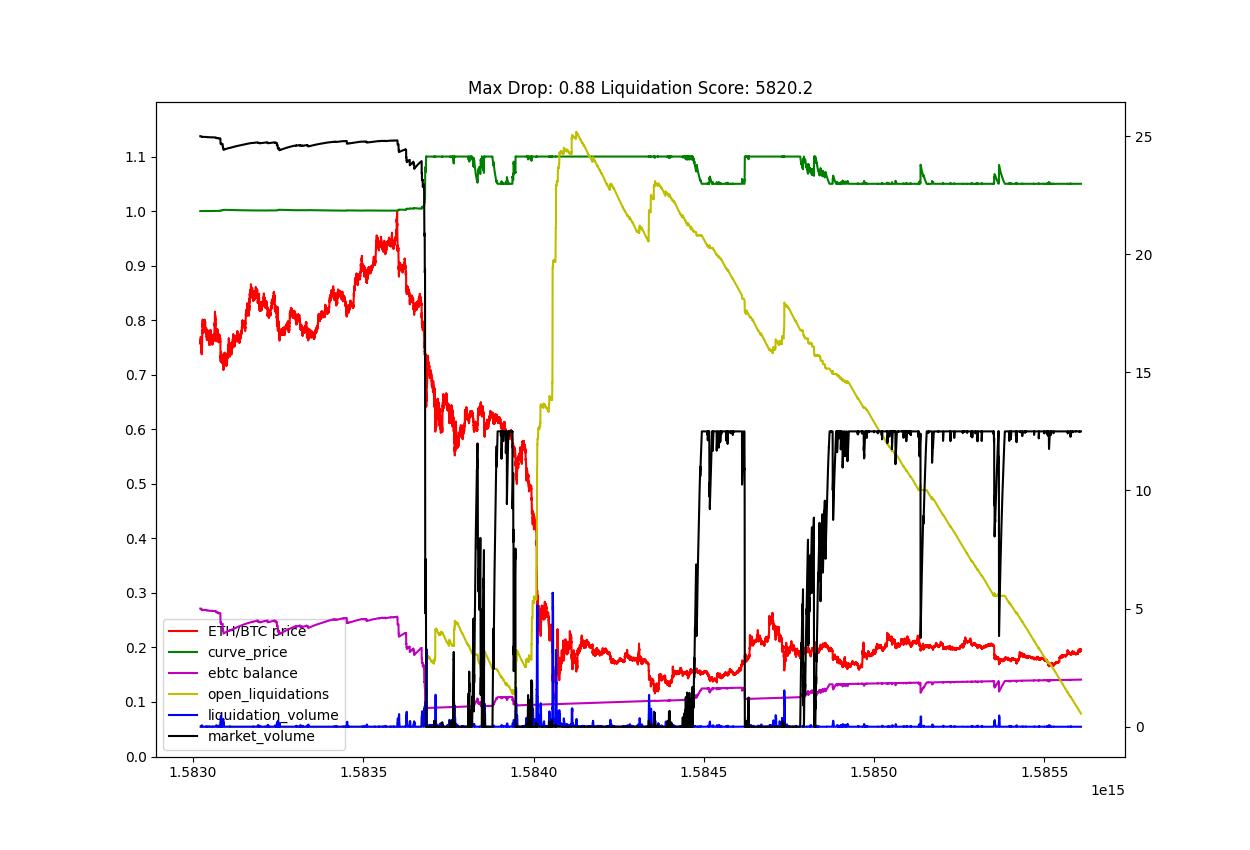 Max Drop: 0.88 Liquidation Score: 5820.2
1.1
1.0
0.9
0.8
0.7
0.6
0.5
0.4
0.3
0.2
0.1
0.0
25
20
15
10
5
0
ETH/BTC price
curve_price
ebtc balance
open_liquidations
liquidation_volume
market_volume
1.5830 1.5835 1.5840 1.5845 1.5850 1.5855
1e15